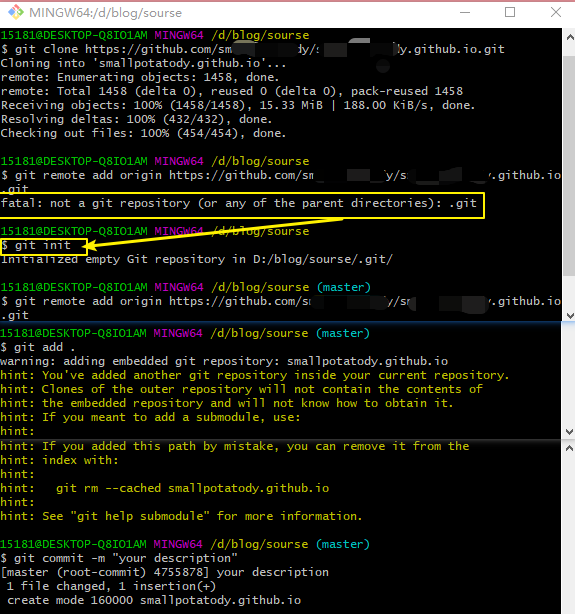 MINGW64:/d/blog/sourse
15181@DESKTOP-Q8IO1AM MINGW64 /d/blog/sourse
$ git clone https://github.com/sm dy/s dy.github.io.git
Cloning into 'smallpotatody.github.io'...
remote: Enumerating objects: 1458, done.
remote: Total 1458 (delta 0), reused 0 (delta 0), pack-reused 1458
Receiving objects: 100% (1458/1458), 15.33 MiB | 188.00 KiB/s, done.
Resolving deltas: 100% (432/432), done.
Checking out files: 100% (454/454), done.
15181@DESKTOP-Q8IO1AM MINGW64 /d/blog/sourse
$ git remote add origin https://github.com/sm dy/s dy.github.io
.git
fatal: not a git repository (or any of the parent directories): .git
15181@DESKTOP-Q8IO1AM MINGW64 /d/blog/sourse
$ git init
Initialized empty Git repository in D:/blog/sourse/.git/
15181@DESKTOP-Q8IO1AM MINGW64 /d/blog/sourse (master)
$ git remote add origin https://github.com/sm dy/sm dy.github.io
.git
15181@DESKTOP-Q8IO1AM MINGW64 /d/blog/sourse (master)
$ git add .
warning: adding embedded git repository: smallpotatody.github.io
hint: You've added another git repository inside your current repository.
hint: Clones of the outer repository will not contain the contents of
hint: the embedded repository and will not know how to obtain it.
hint: If you meant to add a submodule, use:
hint:
hint: If you added this path by mistake, you can remove it from the
hint: index with:
hint:
hint: git rm --cached smallpotatody.github.io
hint:
hint: See "git help submodule" for more information.
15181@DESKTOP-Q8IO1AM MINGW64 /d/blog/sourse (master)
$ git commit -m "your description"
[master (root-commit) 4755878] your description
1 file changed, 1 insertion(+)
create mode 160000 smallpotatody.github.io